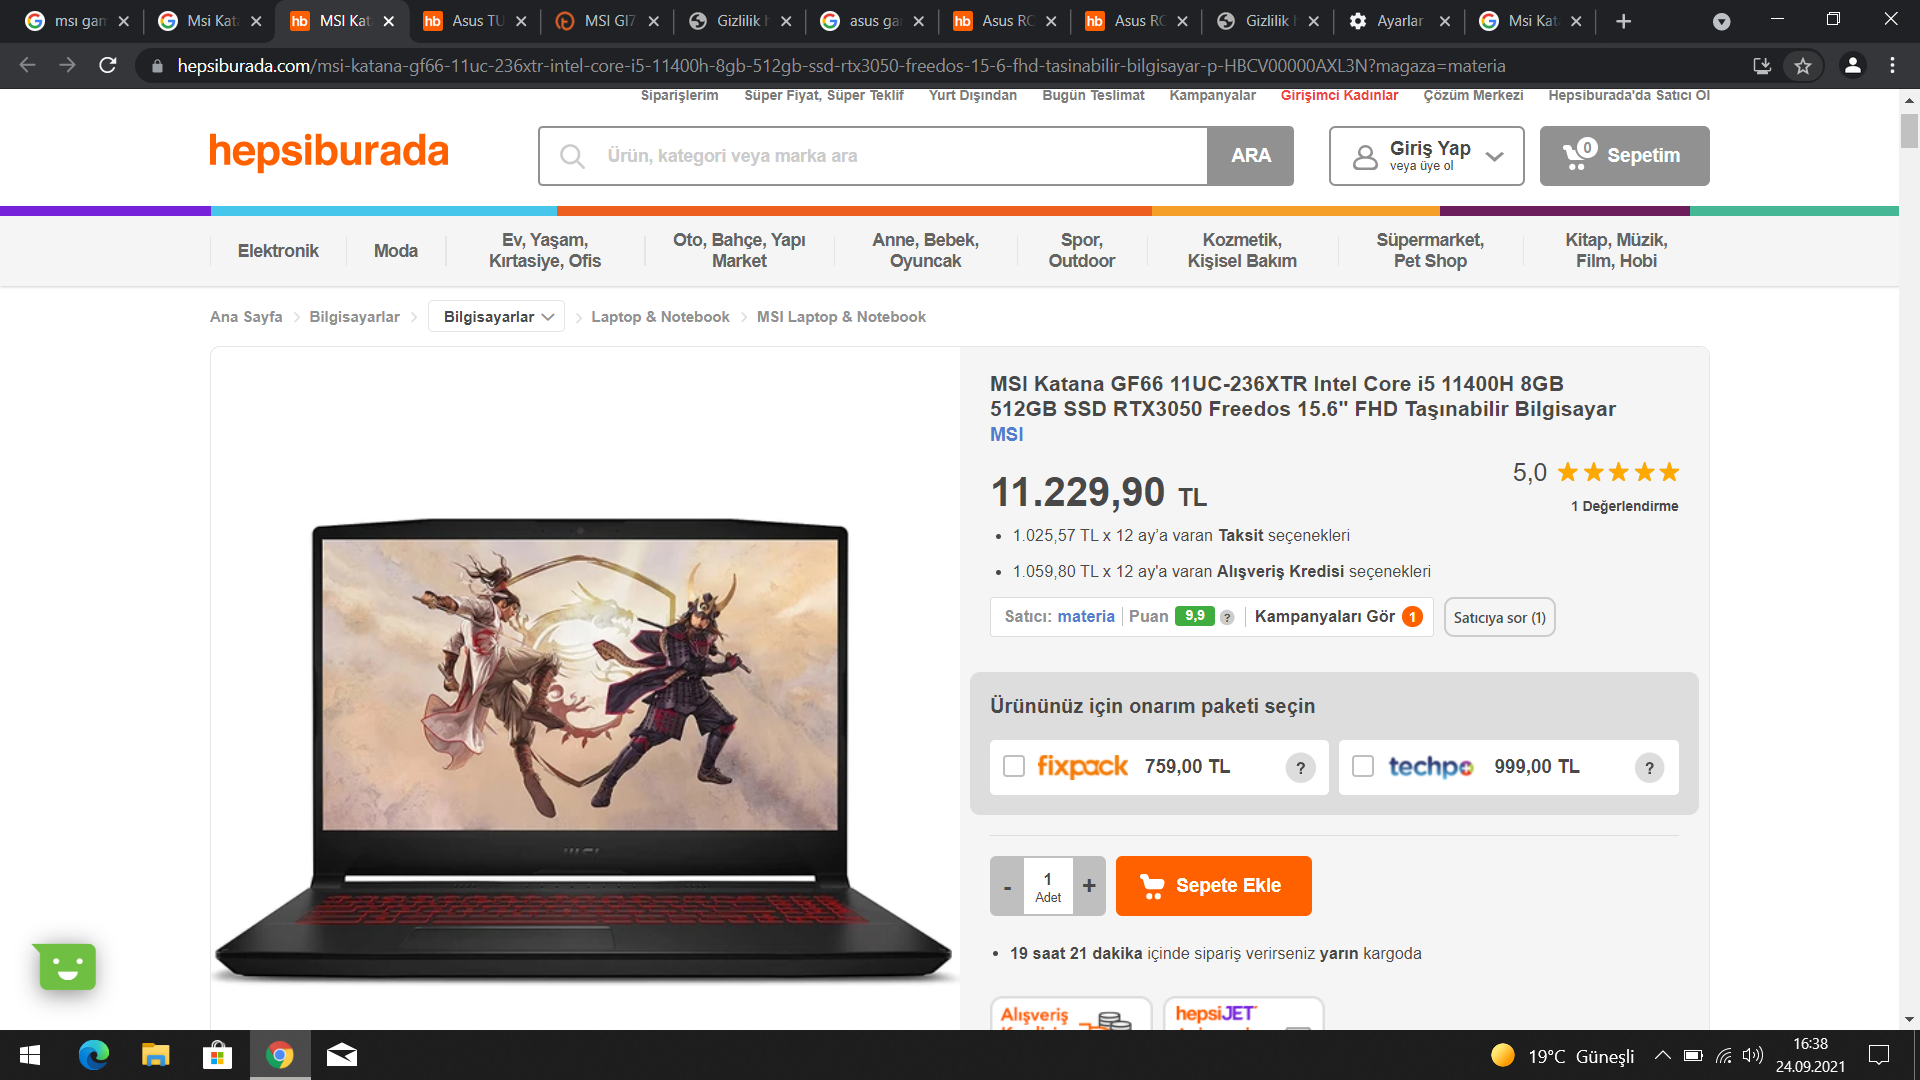 msı gam
Msi Kata
MSI Kata
Asus TU
MSI GI7
Gizlilik h
asus gar
Asus RO
Asus RO
Gizlilik h
Ayarlar
Msi Kata
hepsiburada.com/msi-katana-gf66-11uc-236xtr-intel-core-i5-11400h-8gb-512gb-ssd-rtx3050-freedos-15-6-fhd-tasinabilir-bilgisayar-p-HBCV00000AXL3N?magaza=materia
Siparişlerim Süper Fiyat, Süper Teklif Yurt Dışından Bugün Teslimat Kampanyalar Girişimci Kadınlar Çözüm Merkezi Hepsiburada'da Satıcı Ol
hepsiburada
Ürün, kategori veya marka ara
ARA
Giriş Yap
veya üye ol
0
Sepetim
Elektronik
Moda
Ev, Yaşam,
Kırtasiye, Ofis
Oto, Bahçe, Yapı
Market
Anne, Bebek,
Oyuncak
Spor,
Outdoor
Kozmetik,
Kişisel Bakım
Süpermarket,
Pet Shop
Kitap, Müzik,
Film, Hobi
Ana Sayfa Bilgisayarlar Bilgisayarlar Laptop & Notebook MSI Laptop & Notebook
MSI Katana GF66 11UC-236XTR Intel Core i5 11400H 8GB
512GB SSD RTX3050 Freedos 15.6" FHD Taşınabilir Bilgisayar
MSI
11.229,90 TL
5,0
1 Değerlendirme
1.025,57 TL x 12 ay’a varan Taksit seçenekleri
1.059,80 TL x 12 ay'a varan Alışveriş Kredisi seçenekleri
Satıcı: materia Puan 9,9 ? Kampanyaları Gör 1
Satıcıya sor (1)
Ürününüz için onarım paketi seçin
fixpack 759,00 TL ?
techpo 999,00 TL ?
- 1 +
Adet
Sepete Ekle
19 saat 21 dakika içinde sipariş verirseniz yarın kargoda
Alışveriş
hepsiJET
msi
19°C Güneşli
16:38
24.09.2021